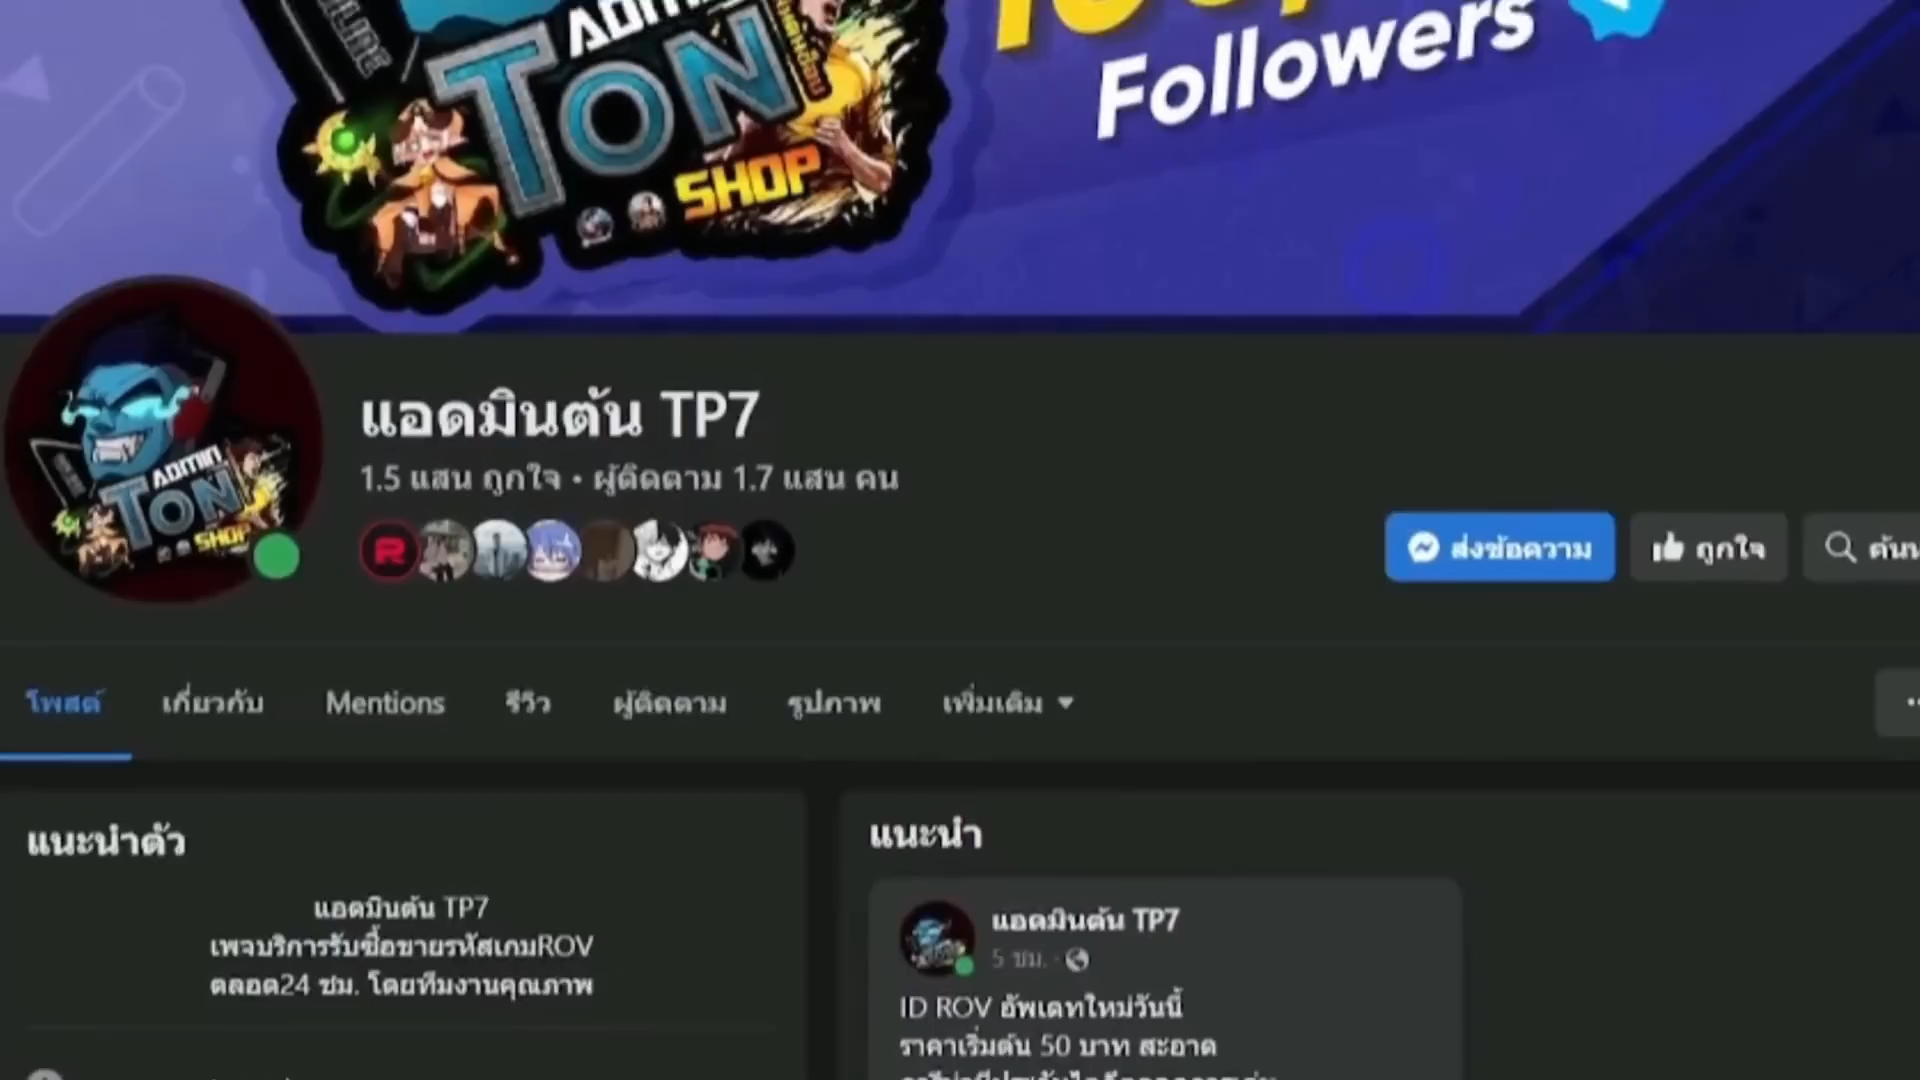 ADMIN
TON
SHOP
Followers
ADMIN
TON
SHOP
แอดมินต้น TP7
1.5 แสน ถูกใจ • ผู้ติดตาม 1.7 แสน คน
R
ส่งข้อความ
ถูกใจ
โพสต์
เกี่ยวกับ
Mentions
รีวิว
ผู้ติดตาม
รูปภาพ
เพิ่มเติม
แนะนำตัว
แอดมินต้น TP7
เพจบริการรับซื้อขายรหัสเกมROV
ตลอด24 ชม. โดยทีมงานคุณภาพ
แนะนำ
แอดมินต้น TP7
5 ชม. ·
ID ROV อัพเดทใหม่วันนี้
ราคาเริ่มต้น 50 บาท สะอาด